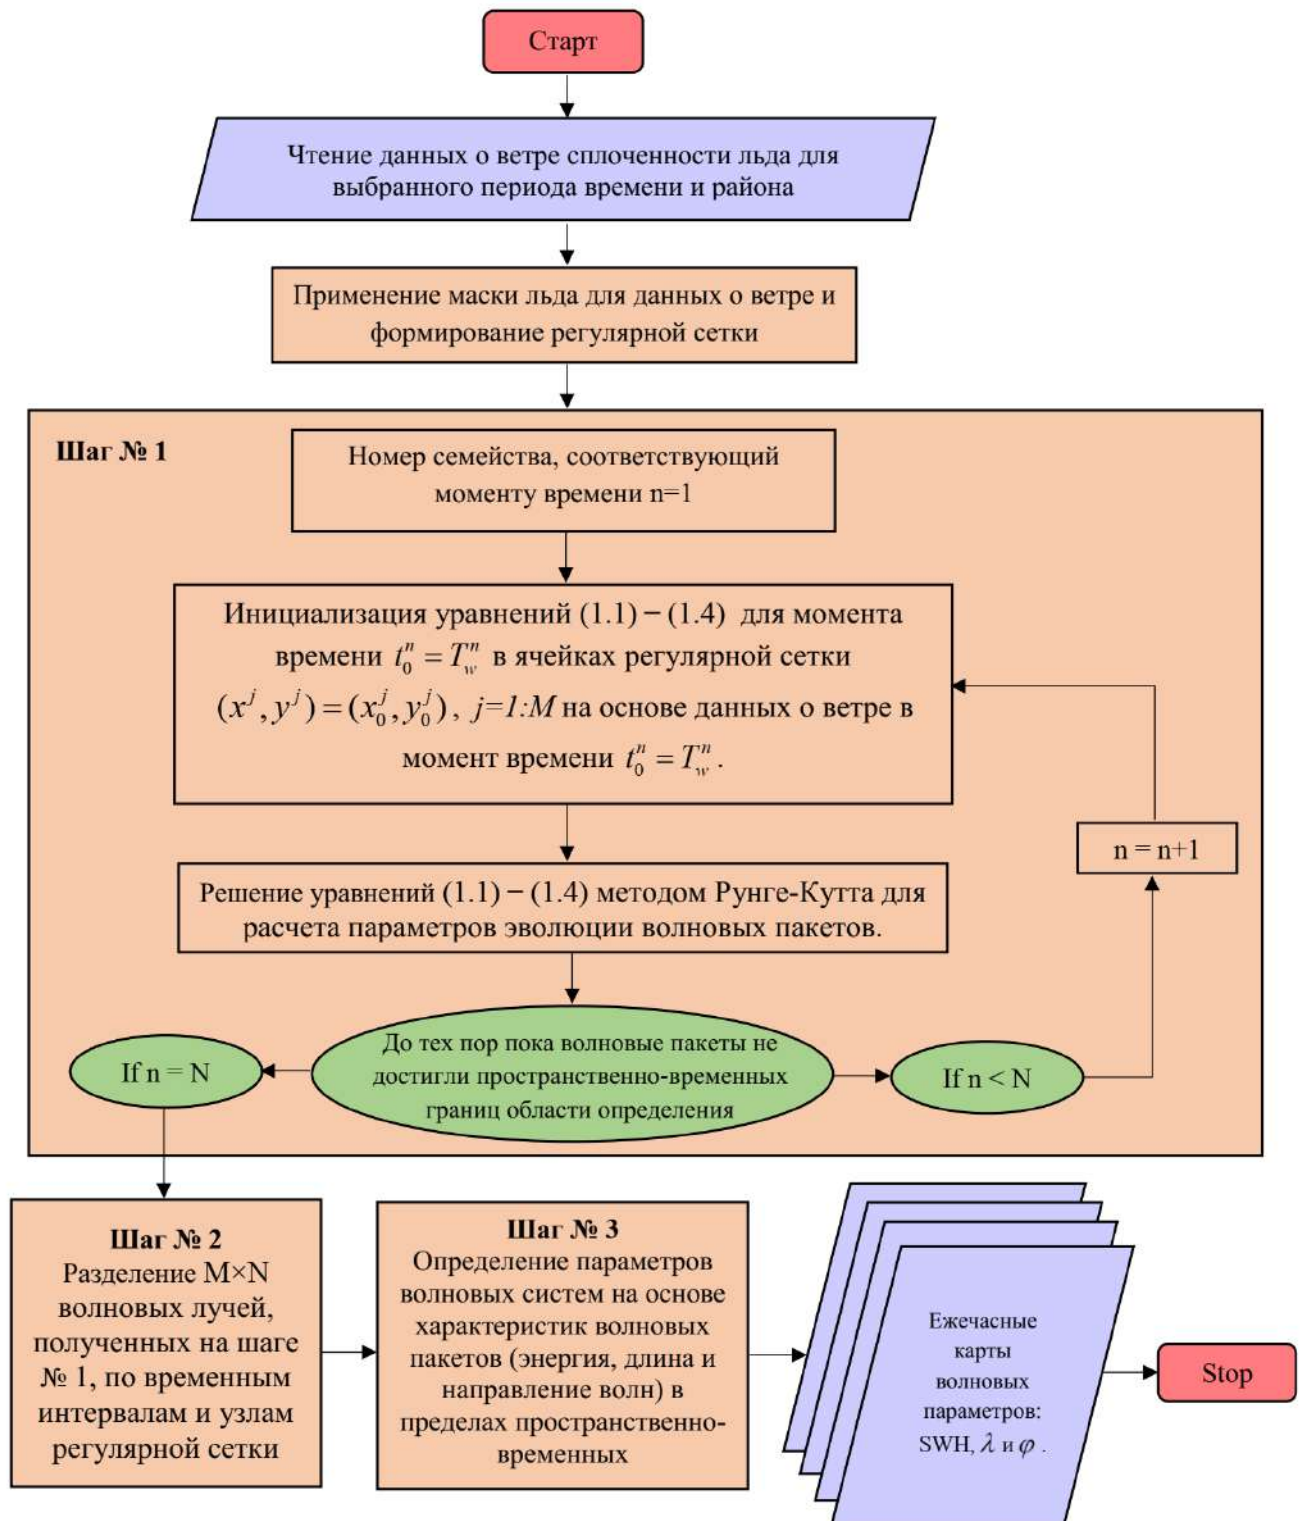 Старт
Чтение данных о ветре сплоченности льда для
выбранного периода времени и района
Применение маски льда для данных о ветре и
формирование регулярной сетки
Шаг № 1
Номер семейства, соответствующий
моменту времени n=1
Инициализация уравнений (1.1) − (1.4) для момента
времени t₀ⁿ = T_wⁿ в ячейках регулярной сетки
(xʲ, yʲ) = (x₀ʲ, y₀ʲ), j=1:M на основе данных о ветре в
момент времени t₀ⁿ = T_wⁿ.
n = n+1
Решение уравнений (1.1) − (1.4) методом Рунге-Кутта для
расчета параметров эволюции волновых пакетов.
If n = N
До тех пор пока волновые пакеты не
достигли пространственно-временных
границ области определения
If n < N
Шаг № 2
Разделение M×N
волновых лучей,
полученных на шаге
№ 1, по временным
интервалам и узлам
регулярной сетки
Шаг № 3
Определение параметров
волновых систем на основе
характеристик волновых
пакетов (энергия, длина и
направление волн) в
пределах пространственно-
временных
Ежечасные
карты
волновых
параметров:
SWH, λ и φ .
Stop